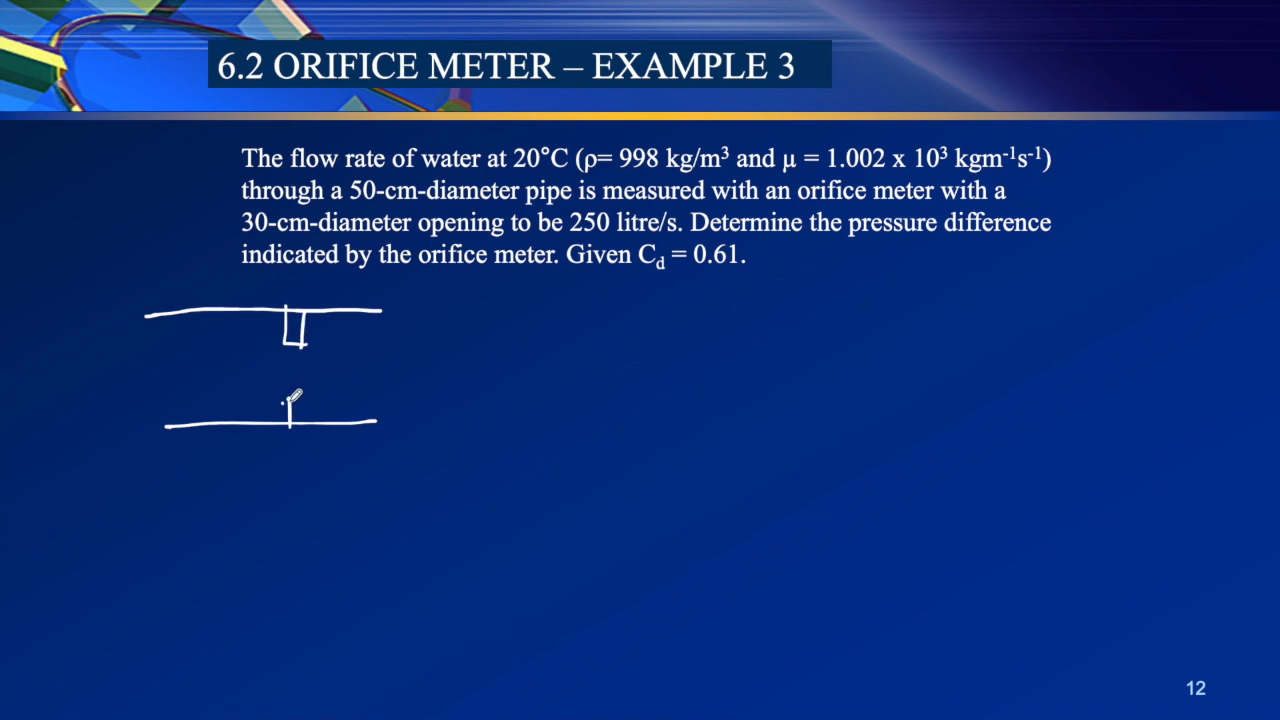 6.2 ORIFICE METER – EXAMPLE 3
The flow rate of water at 20°C (ρ= 998 kg/m³ and μ = 1.002 x 10³ kgm⁻¹s⁻¹)
through a 50-cm-diameter pipe is measured with an orifice meter with a
30-cm-diameter opening to be 250 litre/s. Determine the pressure difference
indicated by the orifice meter. Given C_d = 0.61.
12